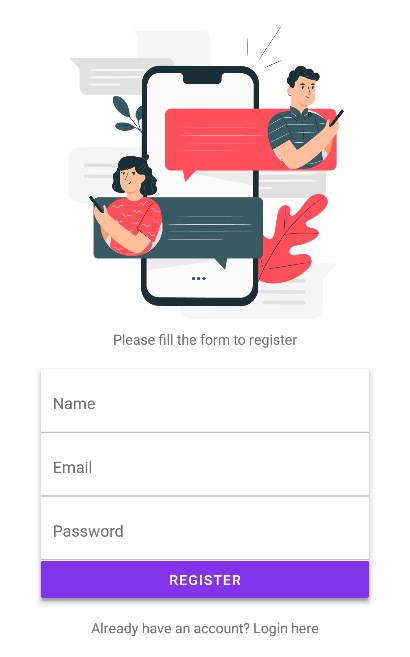 Please fill the form to register
Name
Email
Password
REGISTER
Already have an account? Login here